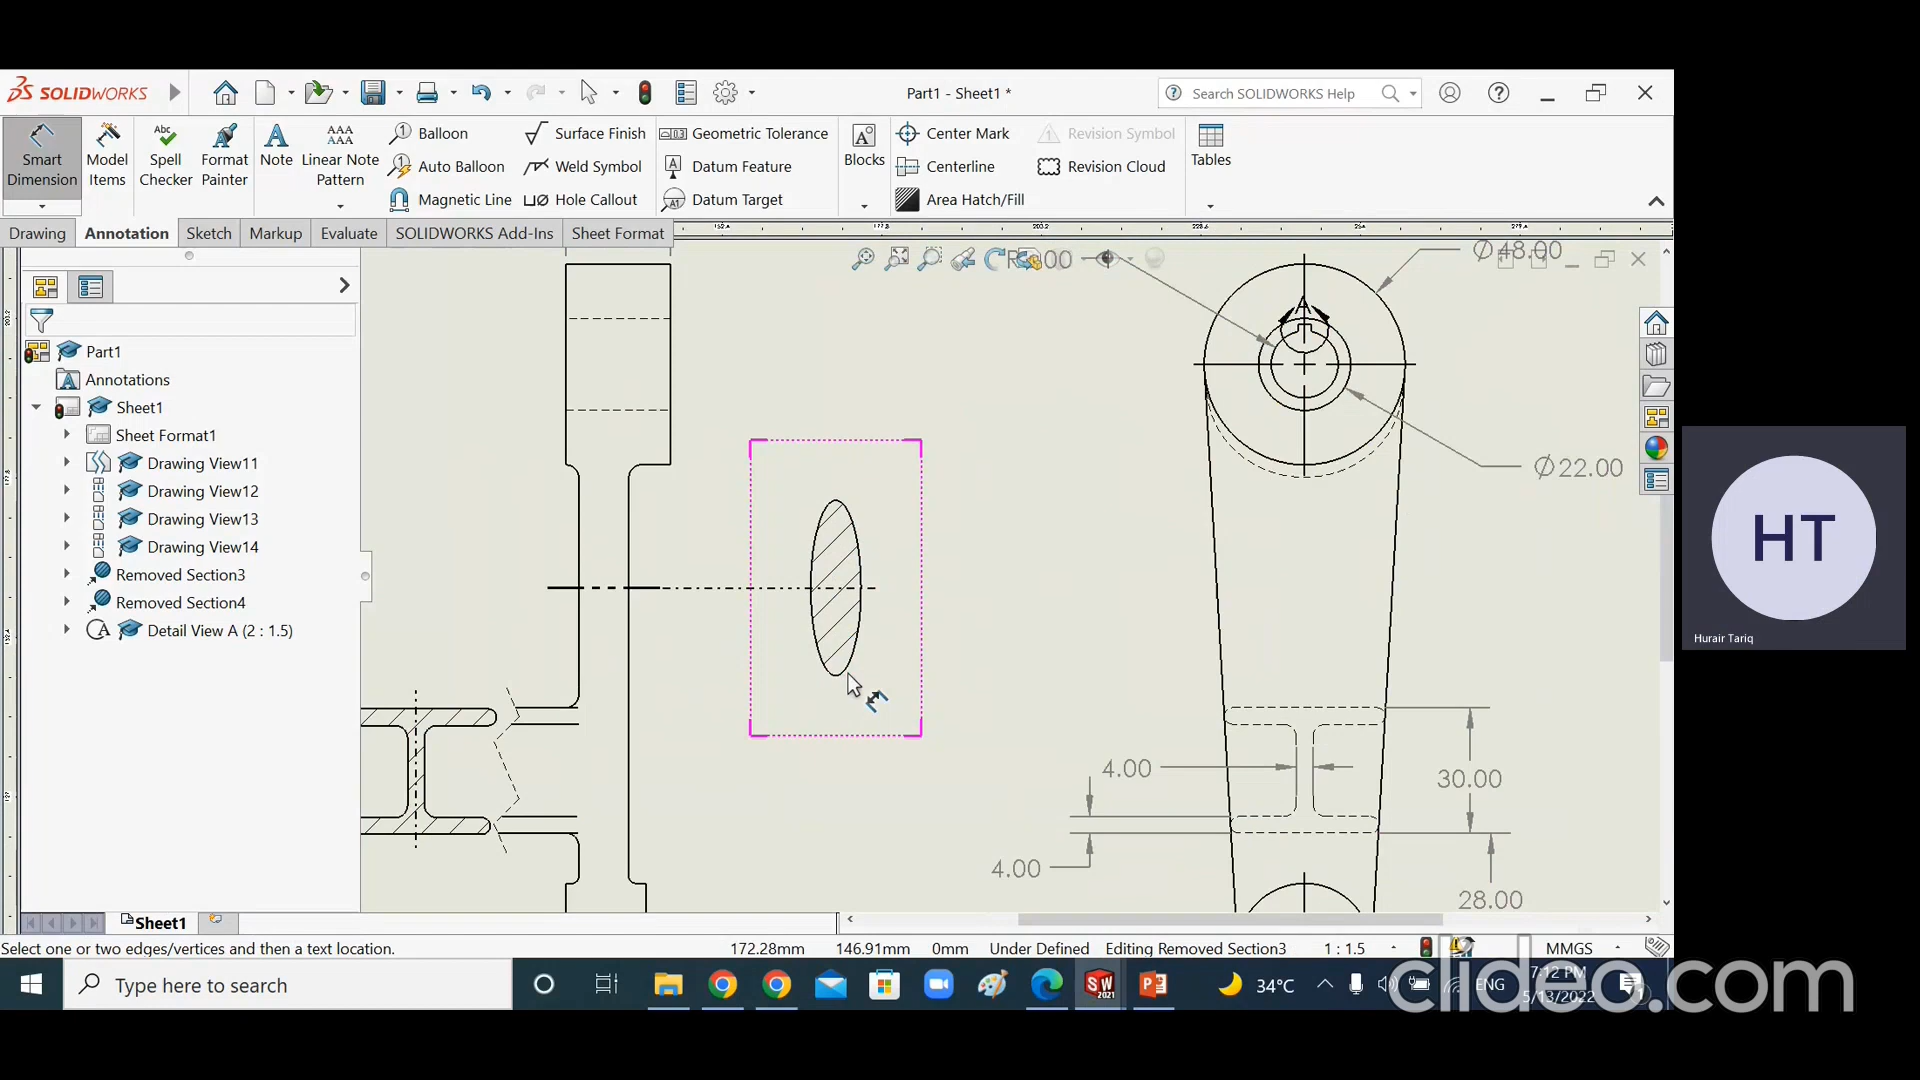 SOLIDWORKS
Part1 - Sheet1 *
Search SOLIDWORKS Help
Smart Dimension
Model Items
Spell Checker
Format Painter
Note
Linear Note Pattern
Balloon
Auto Balloon
Magnetic Line
Surface Finish
Weld Symbol
Hole Callout
Geometric Tolerance
Datum Feature
Datum Target
Blocks
Center Mark
Centerline
Area Hatch/Fill
Revision Symbol
Revision Cloud
Tables
Drawing
Annotation
Sketch
Markup
Evaluate
SOLIDWORKS Add-Ins
Sheet Format
Part1
Annotations
Sheet1
Sheet Format1
Drawing View11
Drawing View12
Drawing View13
Drawing View14
Removed Section3
Removed Section4
Detail View A (2 : 1.5)
A
Ø48.00
Ø22.00
4.00
30.00
4.00
28.00
HT
Hurair Tariq
Sheet1
Select one or two edges/vertices and then a text location.
172.28mm
146.91mm
0mm
Under Defined
Editing Removed Section3
1 : 1.5
MMGS
Type here to search
34°C
ENG
7:12 PM
5/13/2022
clideo.com